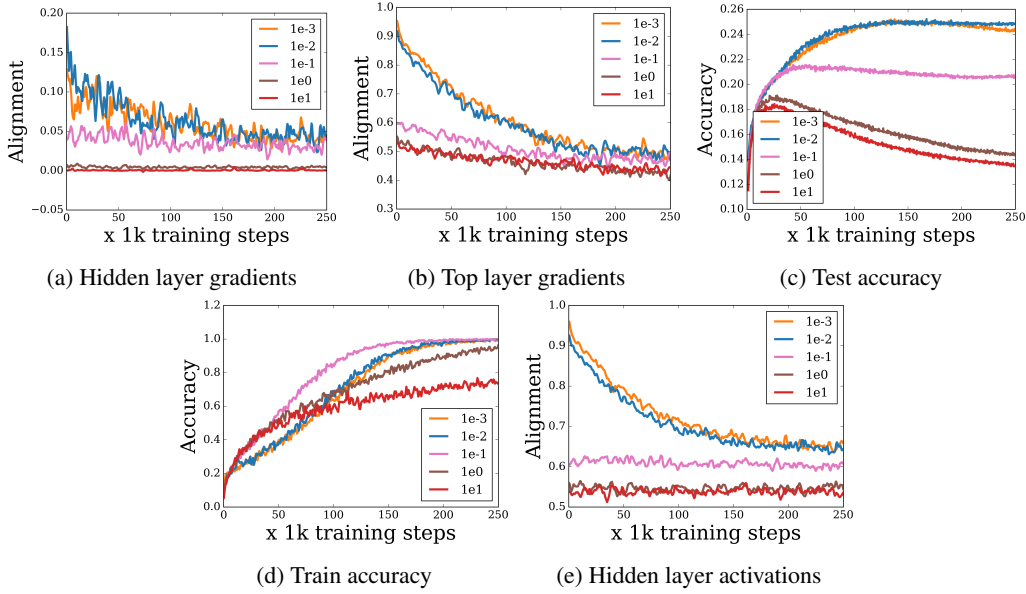 Alignment
0.20
0.15
0.10
0.05
0.00
−0.05
0 50 100 150 200 250
x 1k training steps
1e-3
1e-2
1e-1
1e0
1e1
(a) Hidden layer gradients
Alignment
1.0
0.9
0.8
0.7
0.6
0.5
0.4
0.3
0 50 100 150 200 250
x 1k training steps
1e-3
1e-2
1e-1
1e0
1e1
(b) Top layer gradients
Accuracy
0.26
0.24
0.22
0.20
0.18
0.16
0.14
0.12
0.10
0 50 100 150 200 250
x 1k training steps
1e-3
1e-2
1e-1
1e0
1e1
(c) Test accuracy
Accuracy
1.2
1.0
0.8
0.6
0.4
0.2
0.0
0 50 100 150 200 250
x 1k training steps
1e-3
1e-2
1e-1
1e0
1e1
(d) Train accuracy
Alignment
1.0
0.9
0.8
0.7
0.6
0.5
0 50 100 150 200 250
x 1k training steps
1e-3
1e-2
1e-1
1e0
1e1
(e) Hidden layer activations